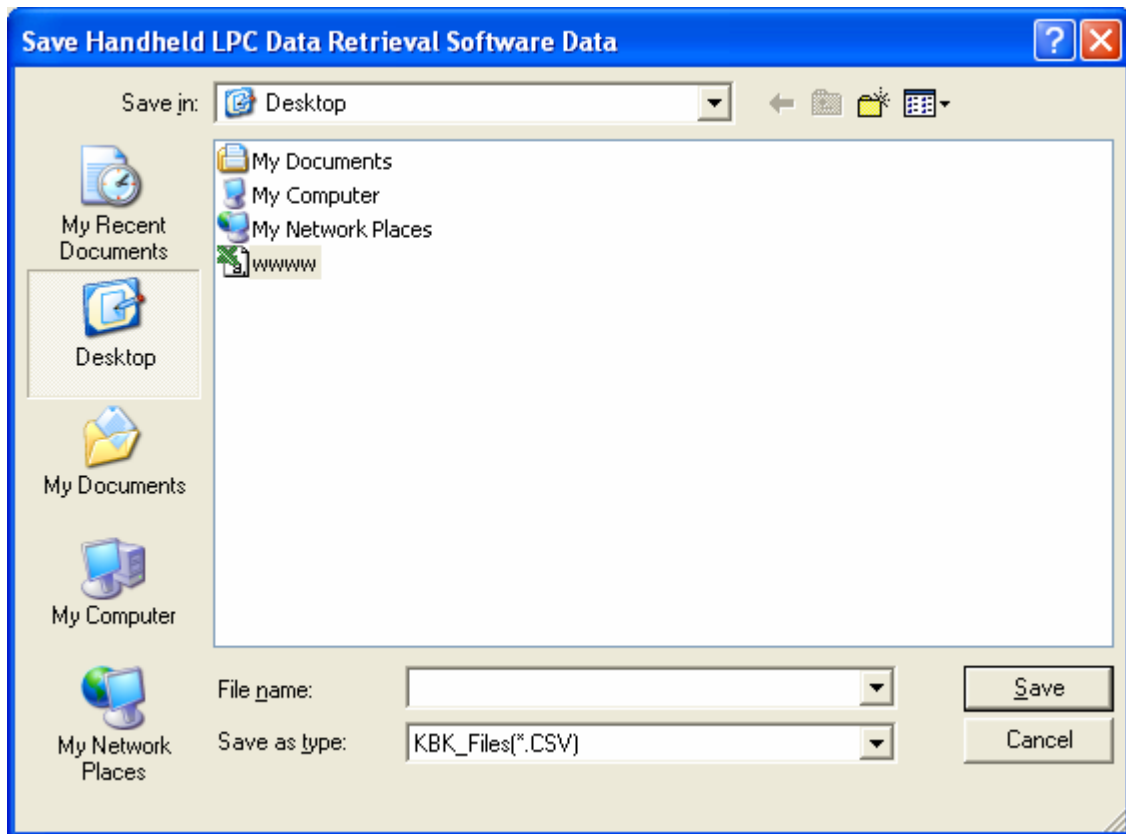 Save Handheld LPC Data Retrieval Software Data
Save in:
Desktop
My Recent
Documents
Desktop
My Documents
My Computer
My Network
Places
My Documents
My Computer
My Network Places
wwww
File name:
Save
Save as type:
KBK_Files(*.CSV)
Cancel